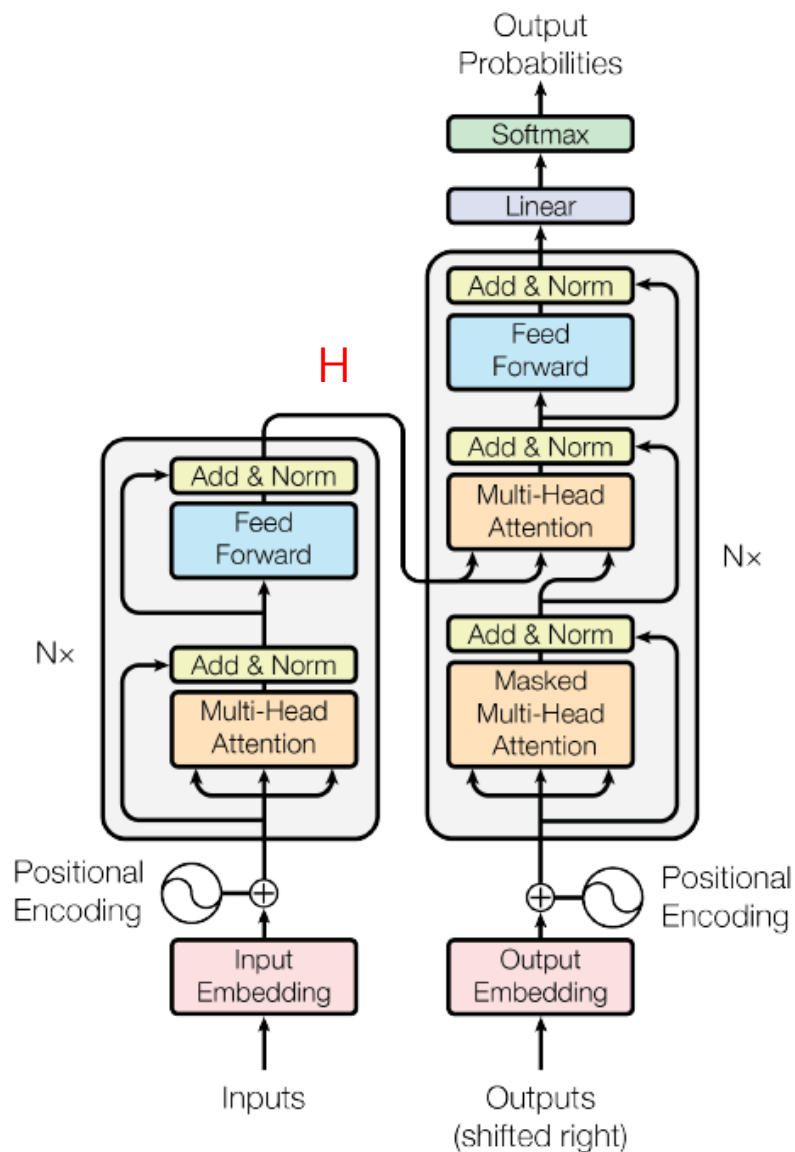 Output
Probabilities
Softmax
Linear
Add & Norm
Feed
Forward
H
Add & Norm
Multi-Head
Attention
Add & Norm
Feed
Forward
N×
Add & Norm
Masked
Multi-Head
Attention
N×
Add & Norm
Multi-Head
Attention
Positional
Encoding
Positional
Encoding
Input
Embedding
Output
Embedding
Inputs
Outputs
(shifted right)